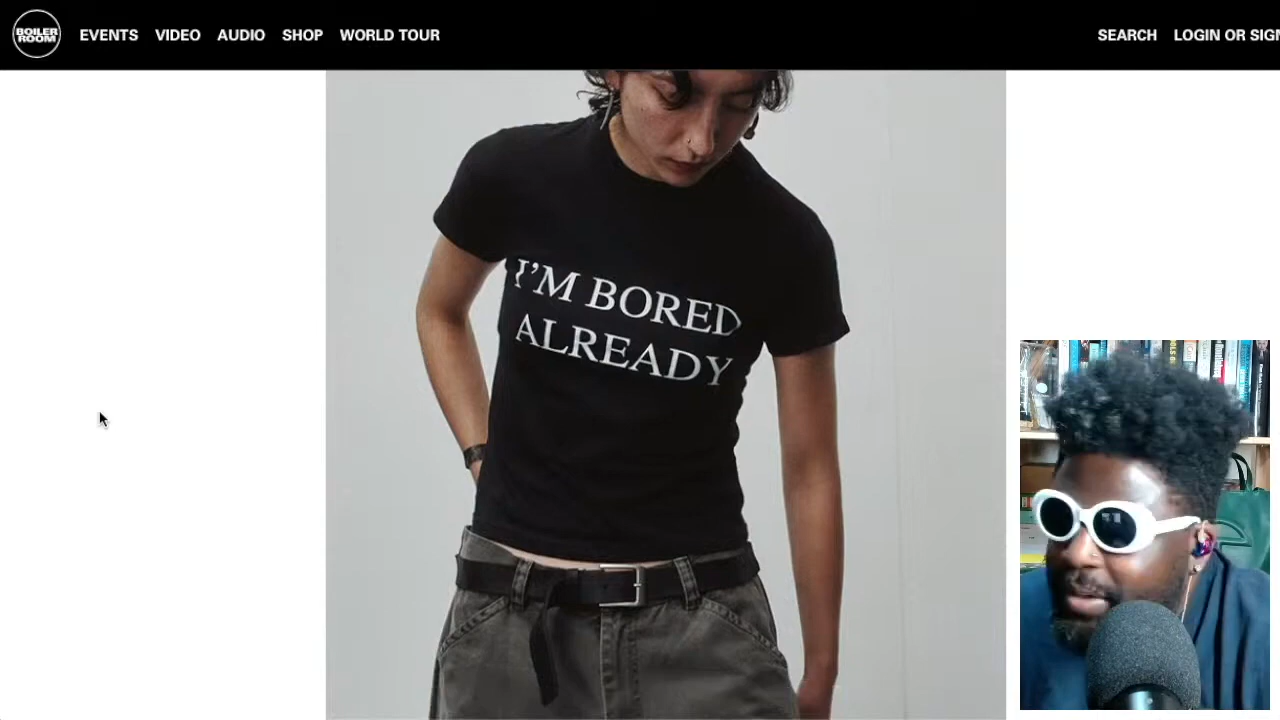 BOILER
ROOM
EVENTS VIDEO AUDIO SHOP WORLD TOUR SEARCH LOGIN OR SIGN
I'M BORED
ALREADY